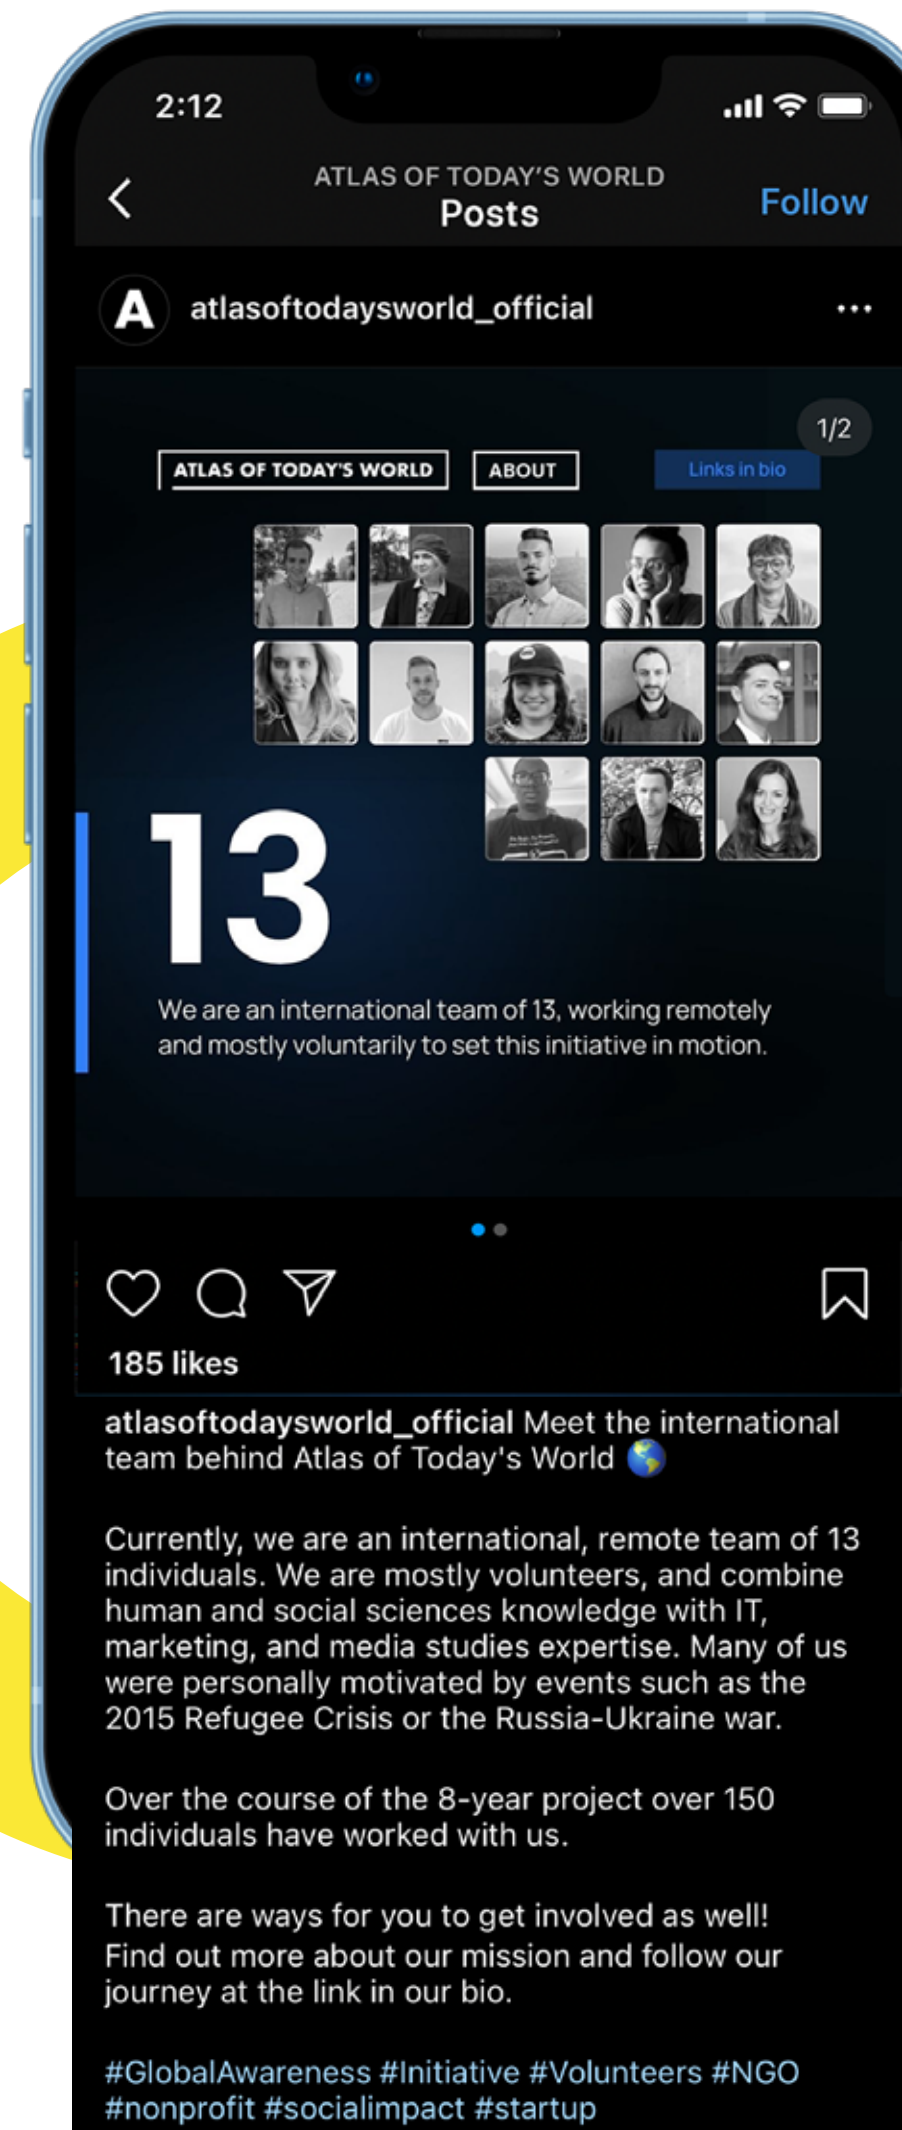 2:12
ATLAS OF TODAY'S WORLD
Posts
Follow
A
atlasoftodaysworld_official
1/2
ATLAS OF TODAY'S WORLD
ABOUT
Links in bio
13
We are an international team of 13, working remotely
and mostly voluntarily to set this initiative in motion.
185 likes
atlasoftodaysworld_official Meet the international
team behind Atlas of Today's World 🌎
Currently, we are an international, remote team of 13
individuals. We are mostly volunteers, and combine
human and social sciences knowledge with IT,
marketing, and media studies expertise. Many of us
were personally motivated by events such as the
2015 Refugee Crisis or the Russia-Ukraine war.
Over the course of the 8-year project over 150
individuals have worked with us.
There are ways for you to get involved as well!
Find out more about our mission and follow our
journey at the link in our bio.
#GlobalAwareness #Initiative #Volunteers #NGO
#nonprofit #socialimpact #startup